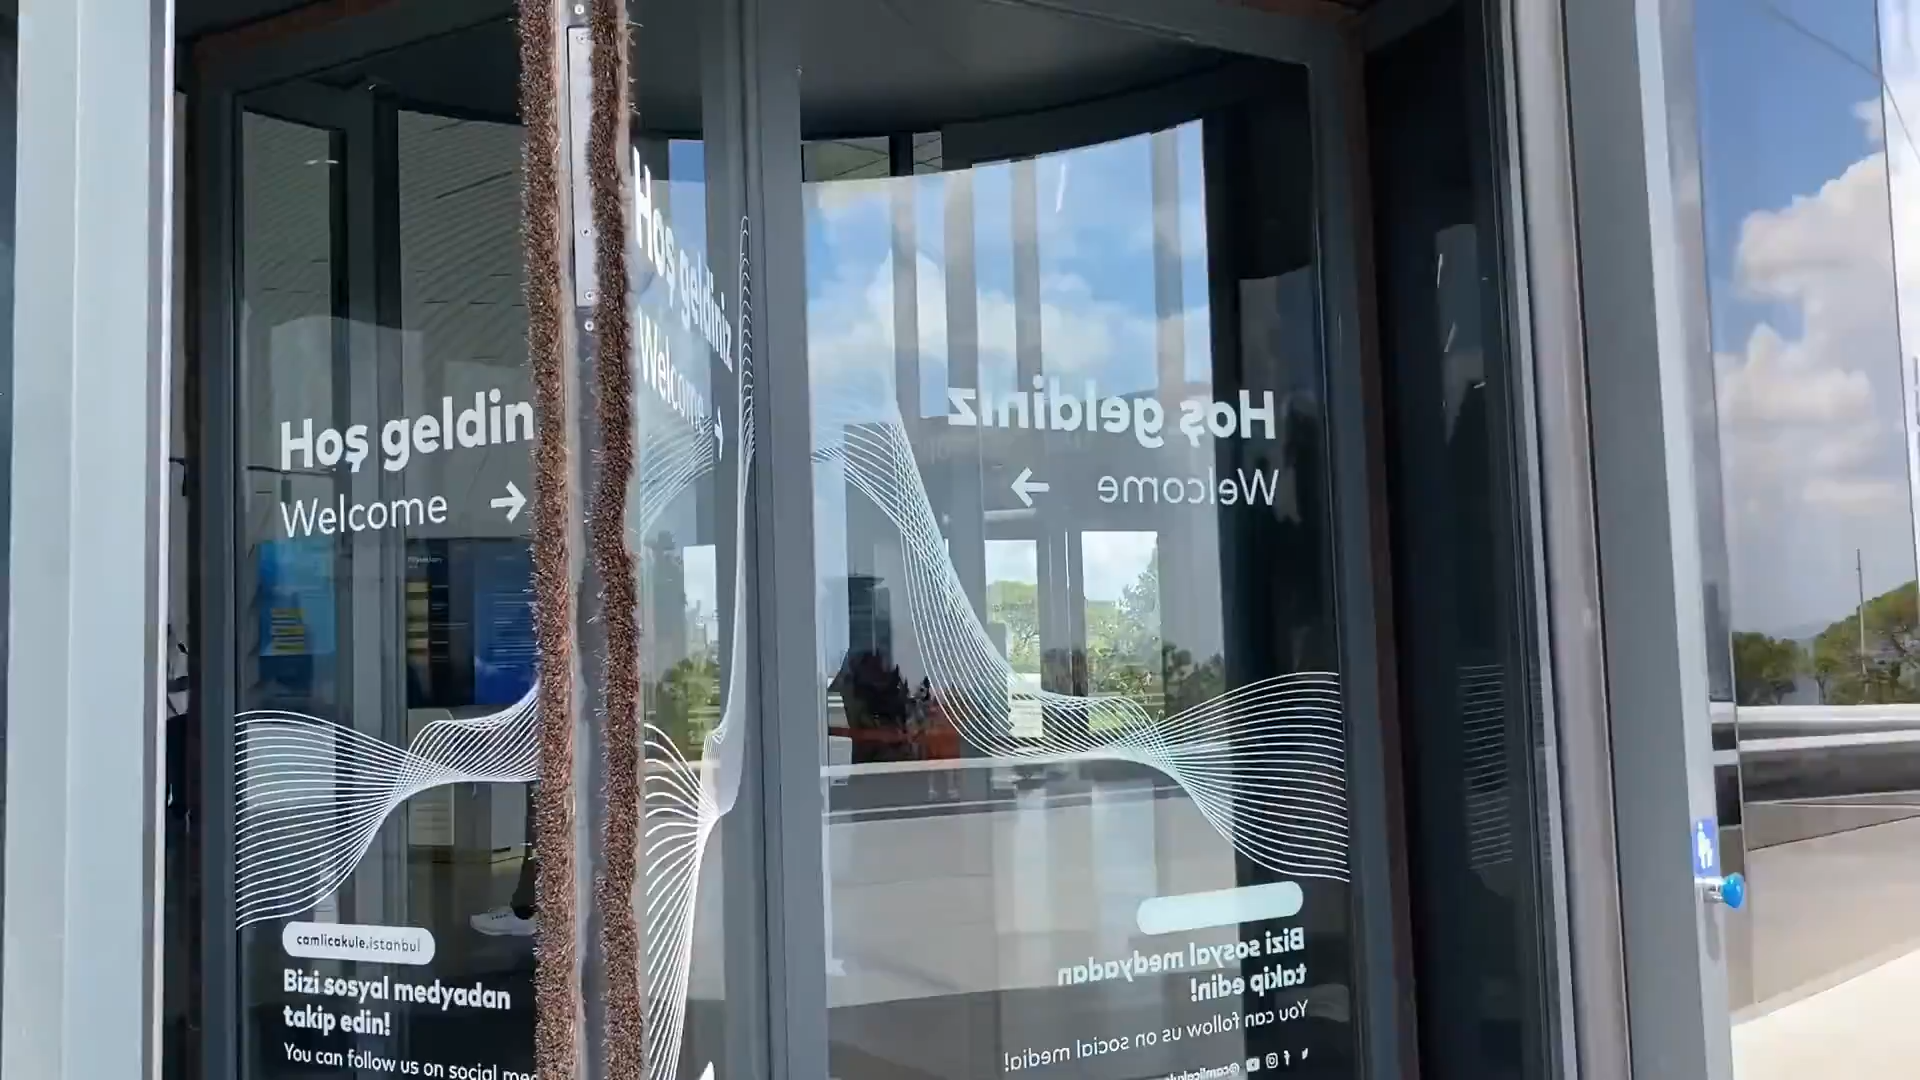 Hoş geldin
Welcome →
camlicakule.istanbul
Bizi sosyal medyadan
takip edin!
You can follow us on social
Hoş geldiniz
Welcome
Hoş geldiniz
Welcome
Bizi sosyal medyadan
takip edin!
You can follow us on social media!